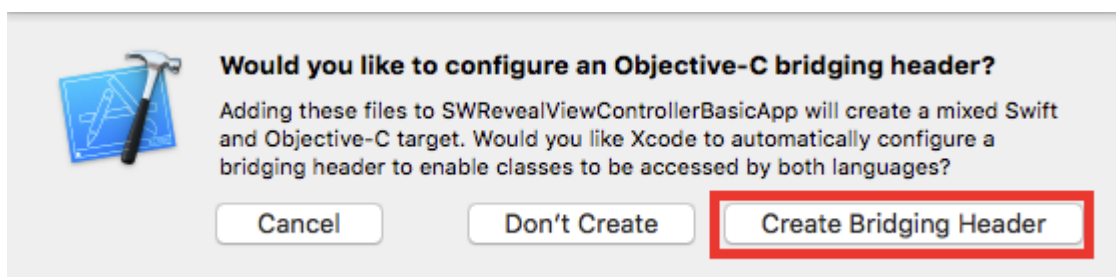 Would you like to configure an Objective-C bridging header?
Adding these files to SWRevealViewControllerBasicApp will create a mixed Swift
and Objective-C target. Would you like Xcode to automatically configure a
bridging header to enable classes to be accessed by both languages?
Cancel Don't Create Create Bridging Header